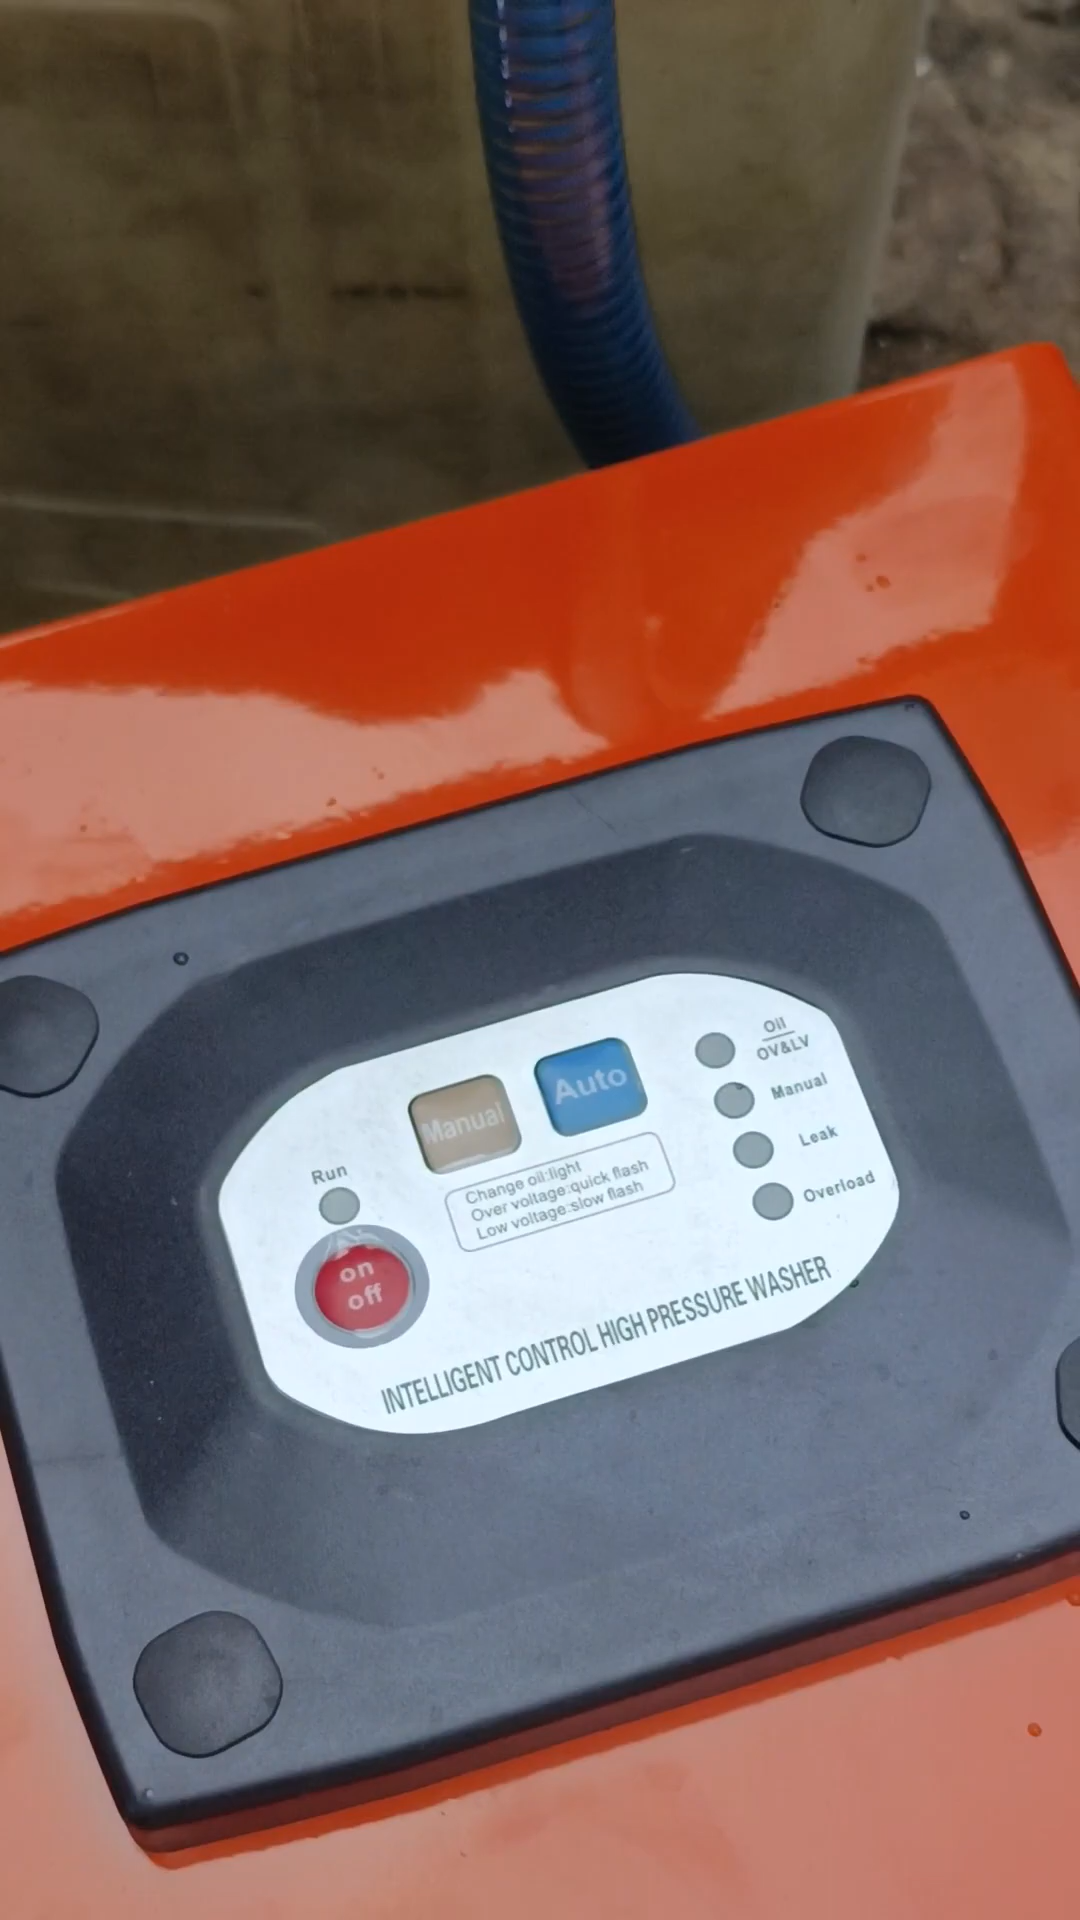 Manual
Auto
Oil
OV&LV
Manual
Leak
Overload
Run
on
off
Change oil:light
Over voltage:quick flash
Low voltage:slow flash
INTELLIGENT CONTROL HIGH PRESSURE WASHER